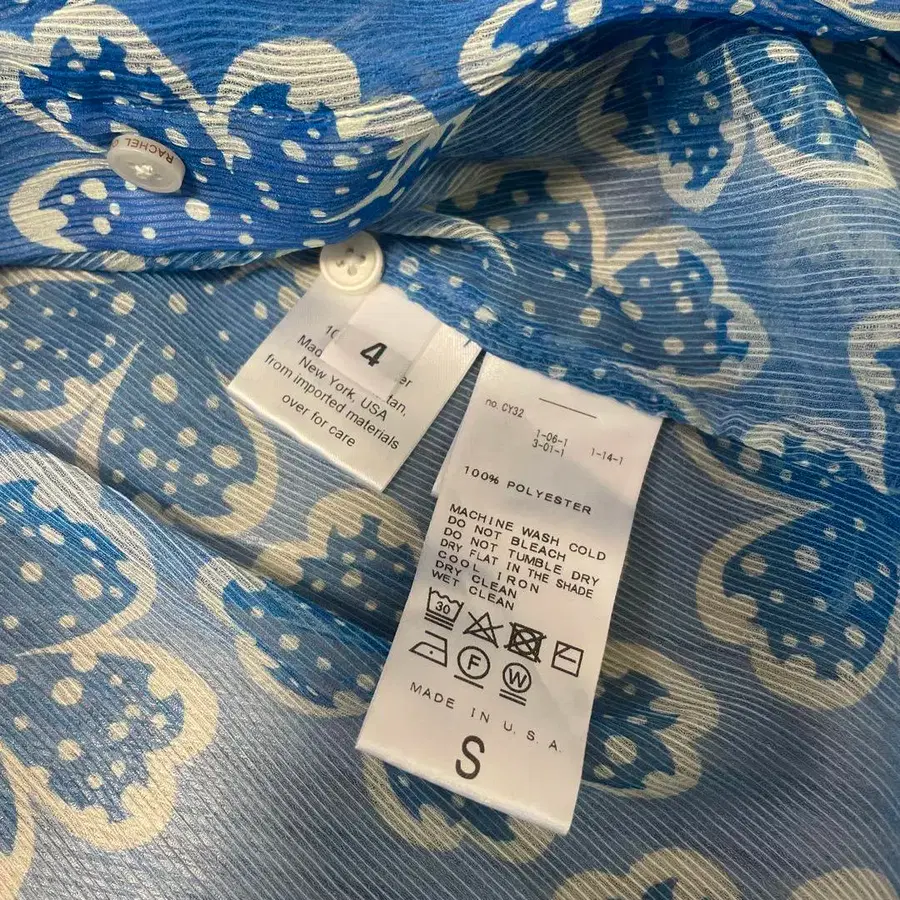 RACHEL
4
Made
New York, USA
from imported materials
over for care
no. CY32
1-06-1
3-01-1
1-14-1
100% POLYESTER
MACHINE WASH COLD
DO NOT BLEACH
DO NOT TUMBLE DRY
DRY FLAT IN THE SHADE
COOL IRON
DRY CLEAN
WET CLEAN
30
F
W
MADE IN U.S.A.
S